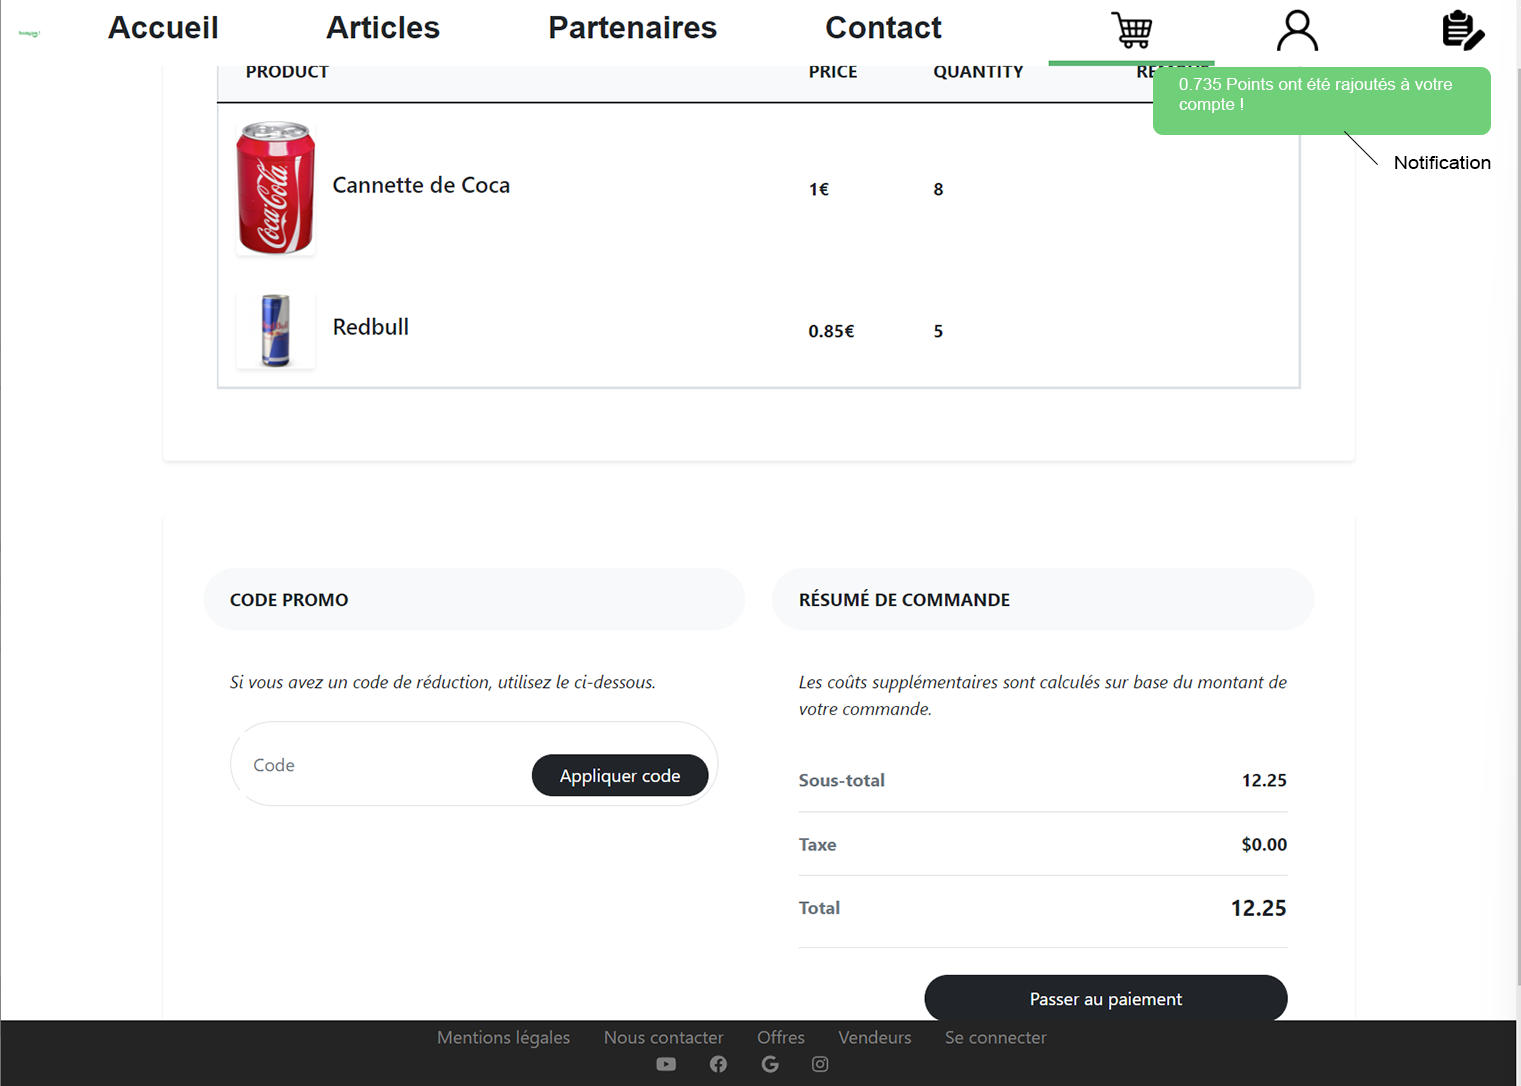 Accueil
Articles
Partenaires
Contact
PRODUCT
PRICE
QUANTITY
0.735 Points ont été rajoutés à votre
compte !
Notification
Coca-Cola
Cannette de Coca
1€
8
Redbull
0.85€
5
CODE PROMO
Si vous avez un code de réduction, utilisez le ci-dessous.
Code
Appliquer code
RÉSUMÉ DE COMMANDE
Les coûts supplémentaires sont calculés sur base du montant de
votre commande.
Sous-total
12.25
Taxe
$0.00
Total
12.25
Passer au paiement
Mentions légales
Nous contacter
Offres
Vendeurs
Se connecter